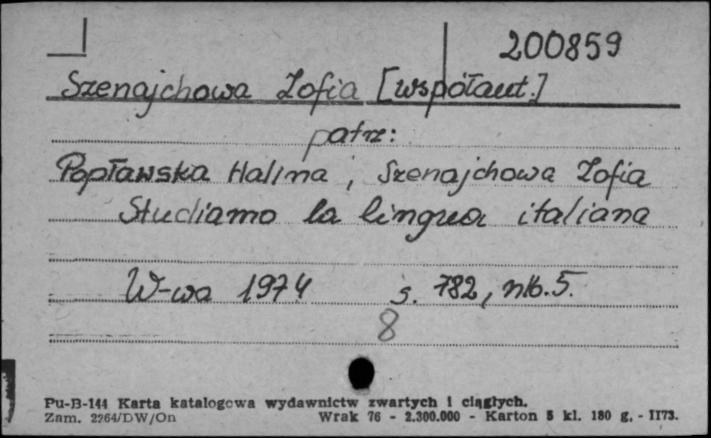 200859
Szenajchowa Zofia [współaut.]
patrz:
Popławska Halina, Szenajchowa Zofia
Studiamo la lingua italiana
W-wa 1974 s. 782, nlb. 5.
8
Pu-B-144 Karta katalogowa wydawnictw zwartych i ciągłych.
Zam. 2264/DW/On Wrak 76 - 2.300.000 - Karton 5 kl. 180 g. - II73.